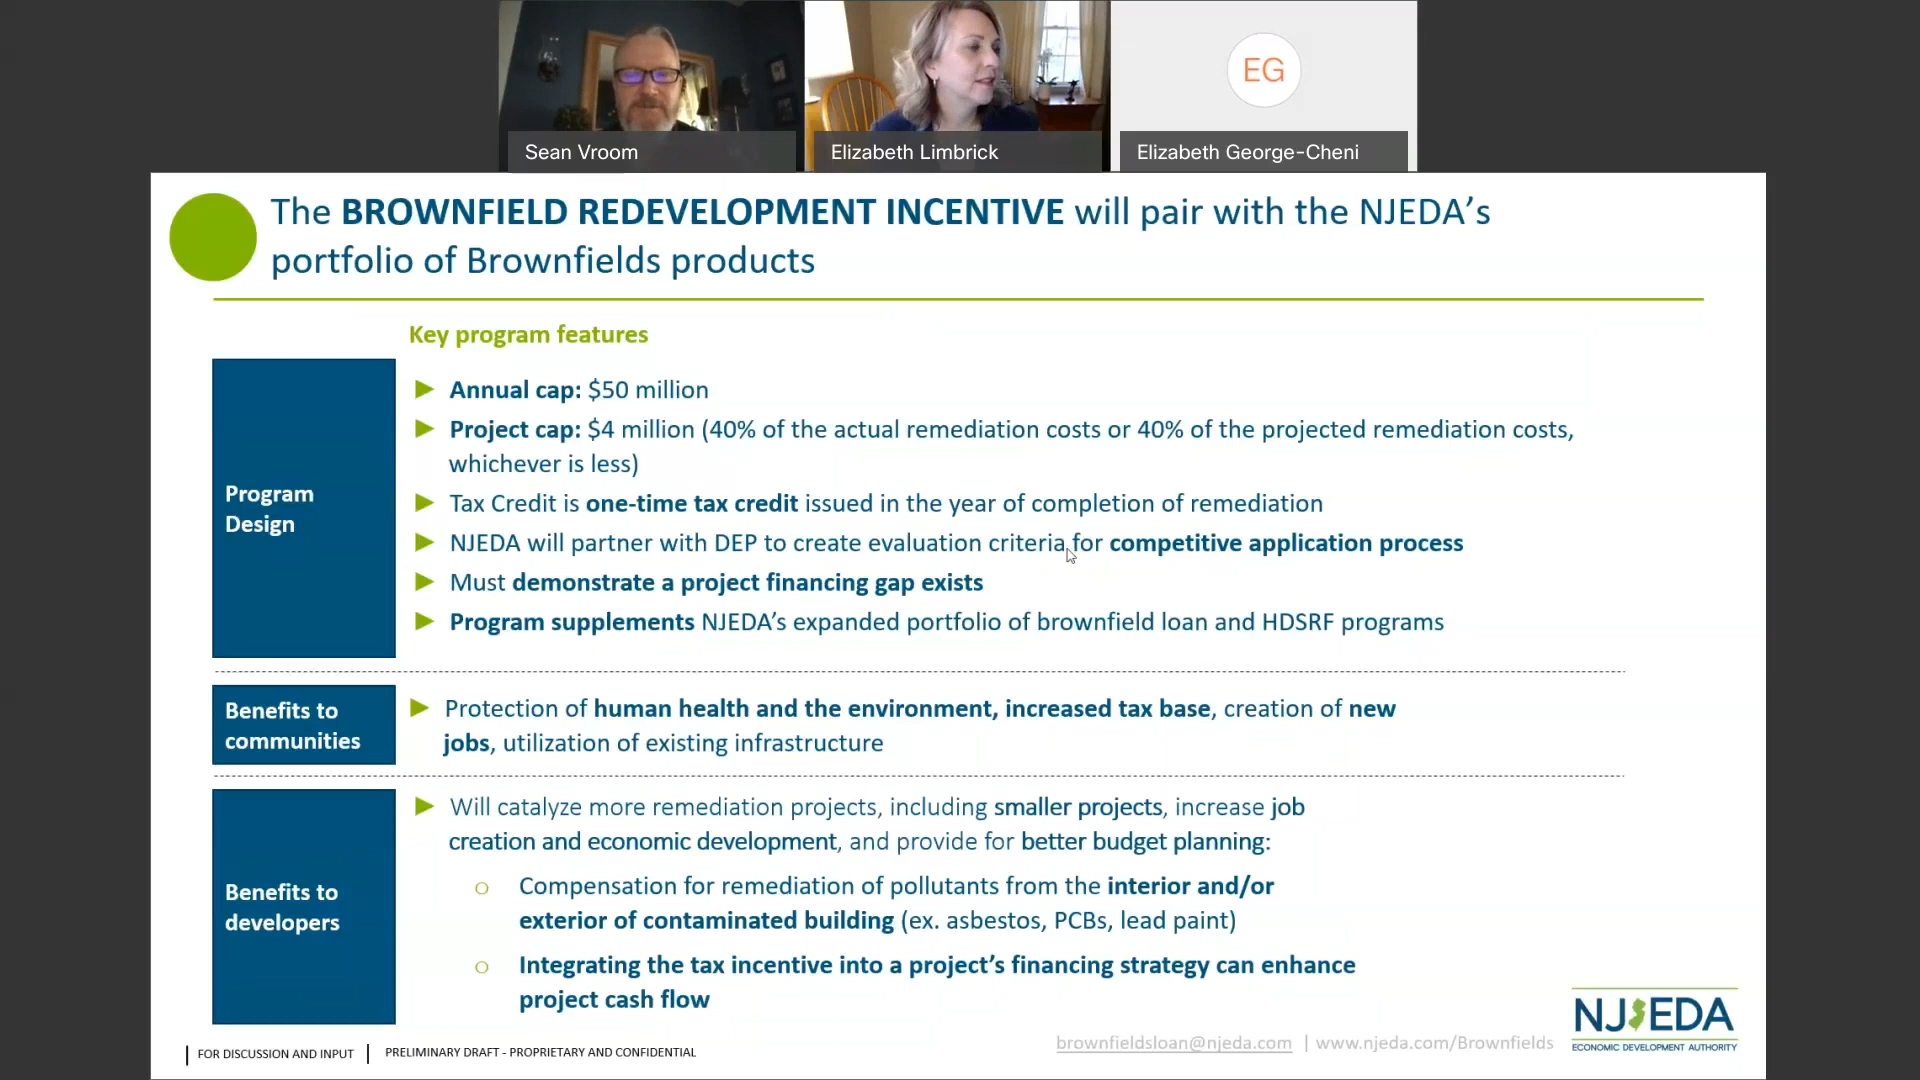 Sean Vroom
Elizabeth Limbrick
EG
Elizabeth George-Cheni
The BROWNFIELD REDEVELOPMENT INCENTIVE will pair with the NJEDA's
portfolio of Brownfields products
Key program features
Program
Design
► Annual cap: $50 million
► Project cap: $4 million (40% of the actual remediation costs or 40% of the projected remediation costs,
whichever is less)
► Tax Credit is one-time tax credit issued in the year of completion of remediation
► NJEDA will partner with DEP to create evaluation criteria for competitive application process
► Must demonstrate a project financing gap exists
► Program supplements NJEDA's expanded portfolio of brownfield loan and HDSRF programs
Benefits to
communities
► Protection of human health and the environment, increased tax base, creation of new
jobs, utilization of existing infrastructure
Benefits to
developers
► Will catalyze more remediation projects, including smaller projects, increase job
creation and economic development, and provide for better budget planning:
o Compensation for remediation of pollutants from the interior and/or
exterior of contaminated building (ex. asbestos, PCBs, lead paint)
o Integrating the tax incentive into a project's financing strategy can enhance
project cash flow
FOR DISCUSSION AND INPUT | PRELIMINARY DRAFT - PROPRIETARY AND CONFIDENTIAL
brownfieldsloan@njeda.com | www.njeda.com/Brownfields
NJEDA
ECONOMIC DEVELOPMENT AUTHORITY